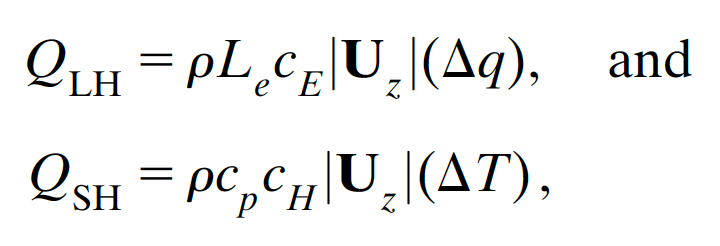 Q_LH = ρL_e c_E|U_z|(Δq), and
Q_SH = ρc_p c_H|U_z|(ΔT),